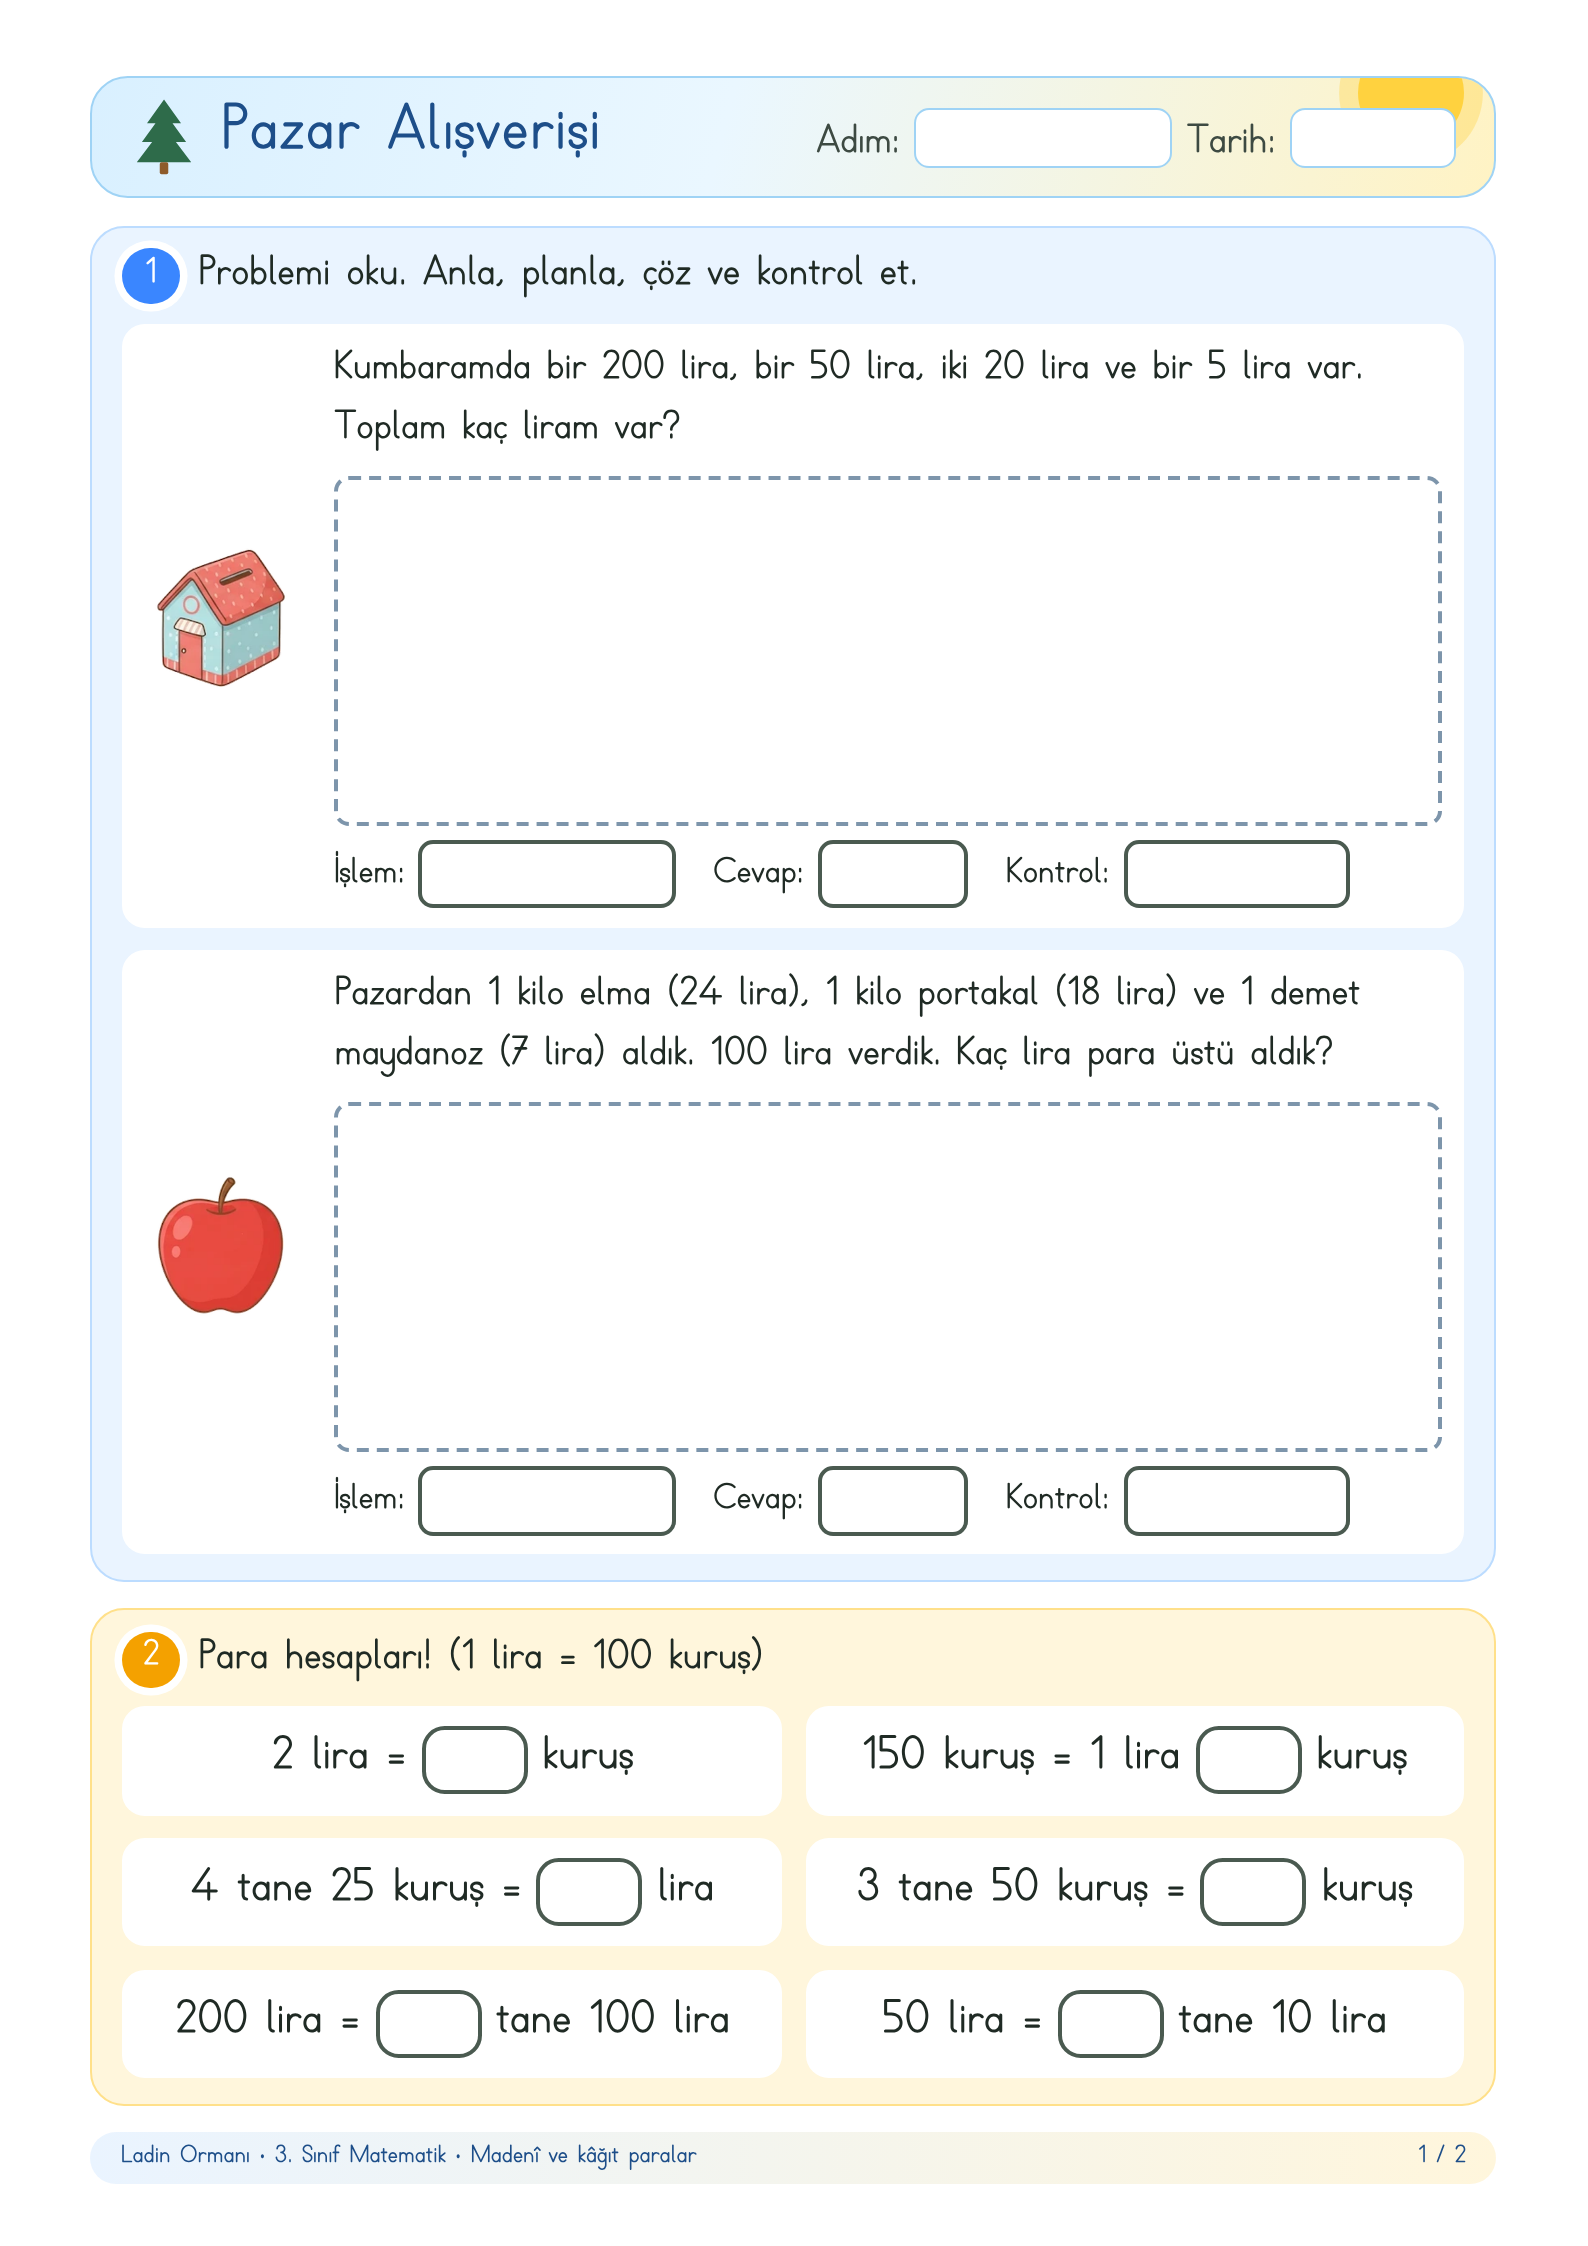 Pazar Alışverişi
Adım: Tarih:
1 Problemi oku. Anla, planla, çöz ve kontrol et.
Kumbaramda bir 200 lira, bir 50 lira, iki 20 lira ve bir 5 lira var.
Toplam kaç liram var?
İşlem: Cevap: Kontrol:
Pazardan 1 kilo elma (24 lira), 1 kilo portakal (18 lira) ve 1 demet
maydanoz (7 lira) aldık. 100 lira verdik. Kaç lira para üstü aldık?
İşlem: Cevap: Kontrol:
2 Para hesapları! (1 lira = 100 kuruş)
2 lira = kuruş
150 kuruş = 1 lira kuruş
4 tane 25 kuruş = lira
3 tane 50 kuruş = kuruş
200 lira = tane 100 lira
50 lira = tane 10 lira
Ladin Ormanı • 3. Sınıf Matematik • Madenî ve kâğıt paralar 1 / 2